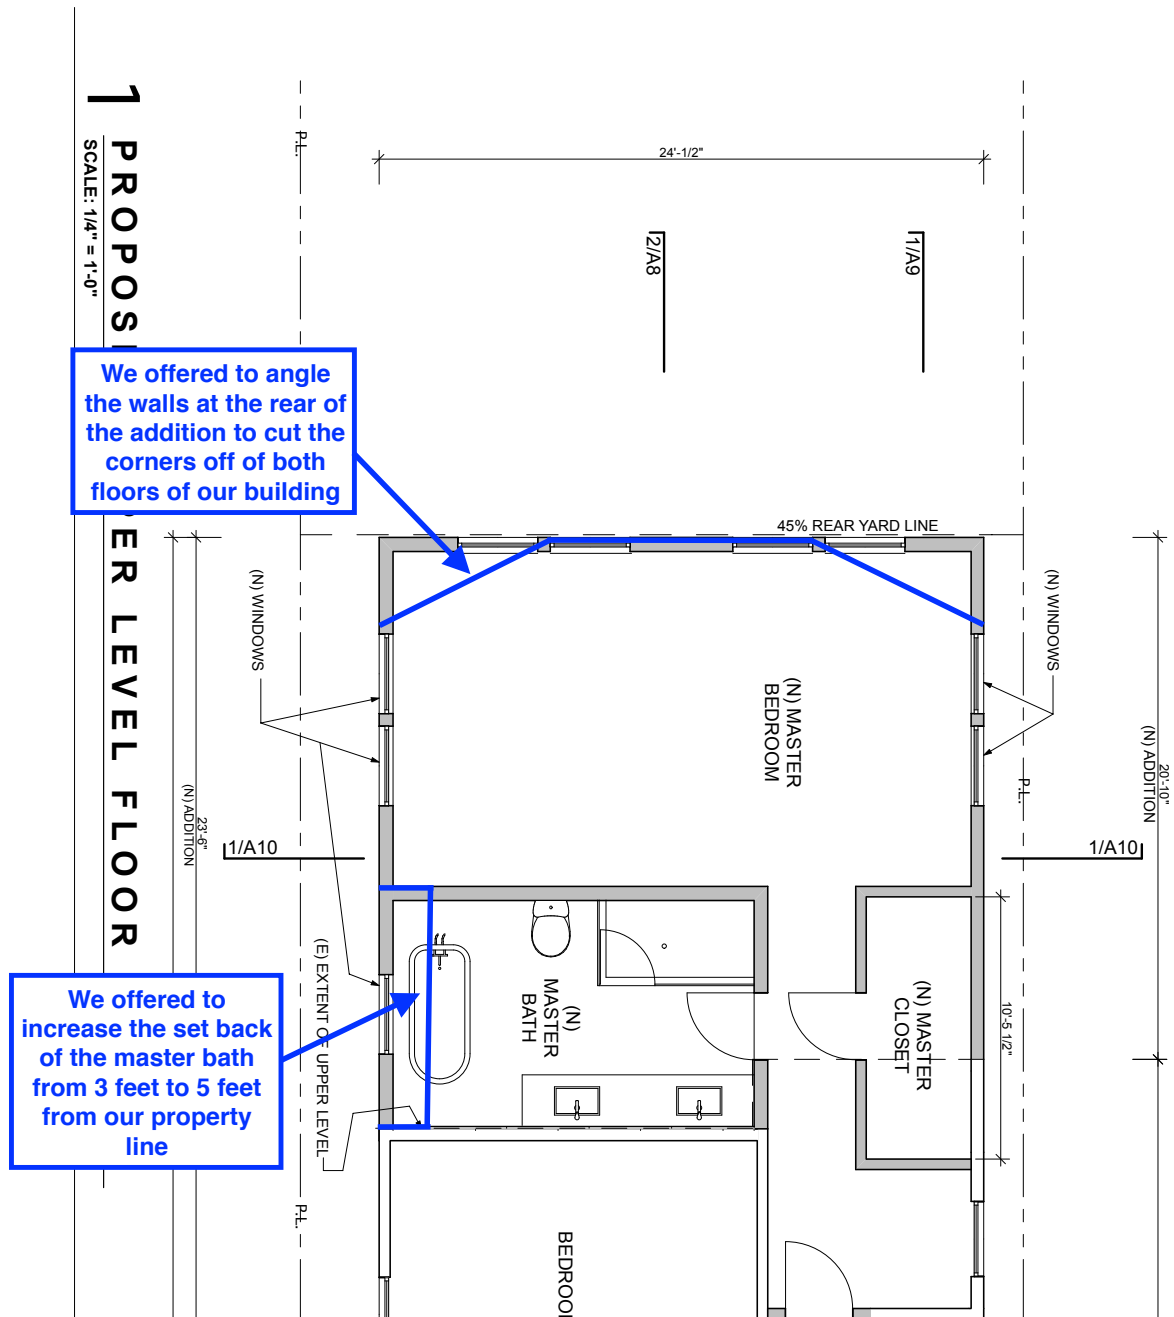 1
PROPOS
ER LEVEL FLOOR
SCALE: 1/4" = 1'-0"
P.L.
24'-1/2"
2/A8
1/A9
We offered to angle
the walls at the rear of
the addition to cut the
corners off of both
floors of our building
45% REAR YARD LINE
(N) WINDOWS
(N) WINDOWS
(N) MASTER
BEDROOM
20'-10"
(N) ADDITION
P.L.
23'-6"
(N) ADDITION
1/A10
1/A10
(E) EXTENT OF UPPER LEVEL
(N)
MASTER
BATH
(N) MASTER
CLOSET
10'-5 1/2"
We offered to
increase the set back
of the master bath
from 3 feet to 5 feet
from our property
line
P.L.
BEDROO